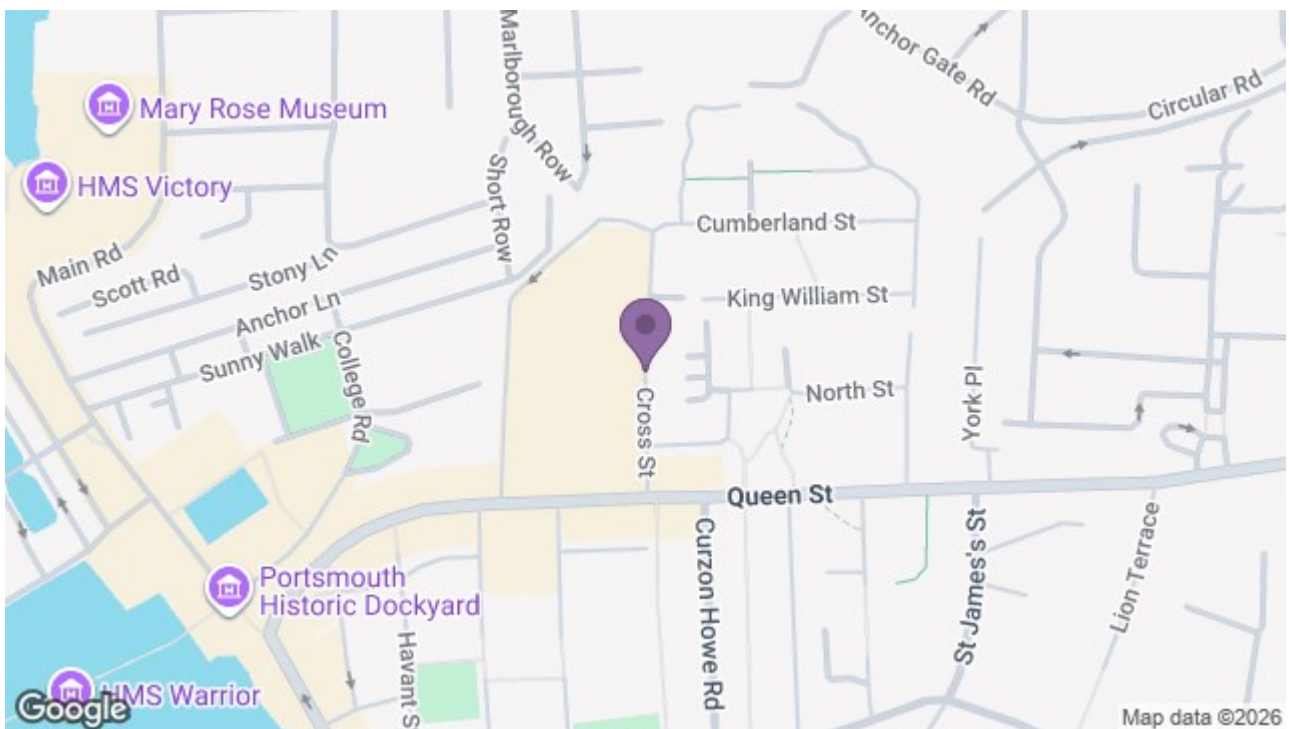 Anchor Gate Rd
Circular Rd
Marlborough Row
Mary Rose Museum
HMS Victory
Short Row
Cumberland St
Main Rd
Scott Rd
Stony Ln
Anchor Ln
Sunny Walk
College Rd
King William St
North St
York Pl
Cross St
Queen St
Curzon Howe Rd
St James's St
Lion Terrace
Portsmouth
Historic Dockyard
Havant S
HMS Warrior
Google
Map data ©2026